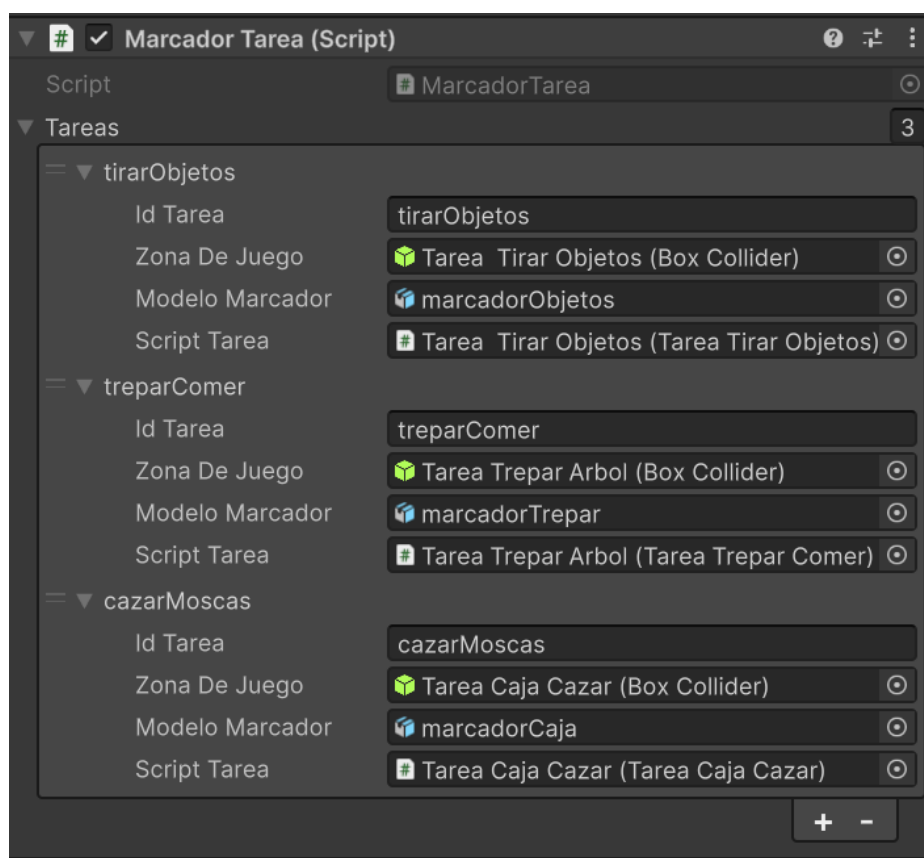 # Marcador Tarea (Script)
Script # MarcadorTarea
Tareas 3
tirarObjetos
Id Tarea tirarObjetos
Zona De Juego Tarea  Tirar Objetos (Box Collider)
Modelo Marcador marcadorObjetos
Script Tarea # Tarea  Tirar Objetos (Tarea Tirar Objetos)
treparComer
Id Tarea treparComer
Zona De Juego Tarea Trepar Arbol (Box Collider)
Modelo Marcador marcadorTrepar
Script Tarea # Tarea Trepar Arbol (Tarea Trepar Comer)
cazarMoscas
Id Tarea cazarMoscas
Zona De Juego Tarea Caja Cazar (Box Collider)
Modelo Marcador marcadorCaja
Script Tarea # Tarea Caja Cazar (Tarea Caja Cazar)
+ -